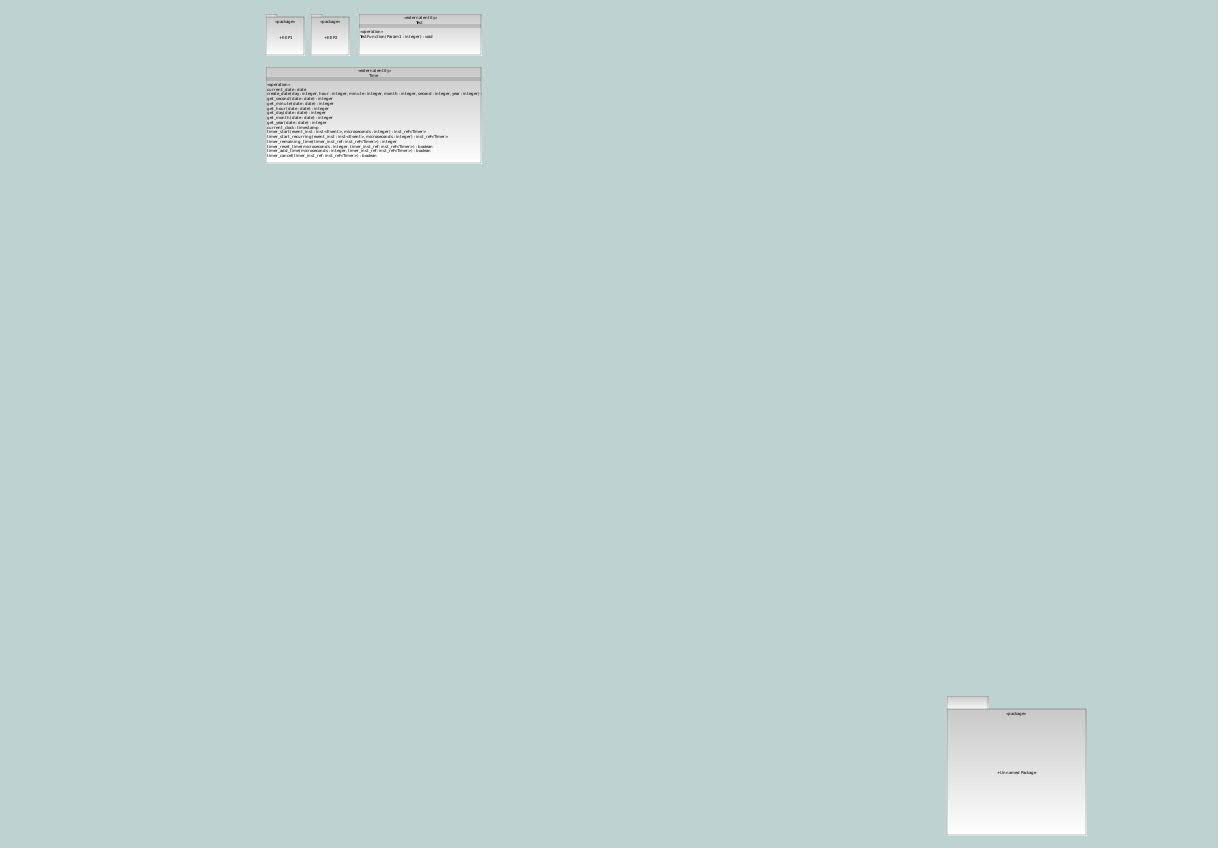 «package»
«package»
«external entity»
Test
«operation»
TestFunction( Param1 : integer) : void
«external entity»
Time
«operation»
current_date : date
create_date(day : integer, hour : integer, minute : integer, month : integer, second : integer, year : integer) :
get_second( date : date) : integer
get_minute( date : date) : integer
get_hour( date : date) : integer
get_day( date : date) : integer
get_month( date : date) : integer
get_year( date : date) : integer
current_clock : timestamp
timer_start( event_inst : inst<Event>, microseconds : integer) : inst_ref<Timer>
timer_start_recurring( event_inst : inst<Event>, microseconds : integer) : inst_ref<Timer>
timer_remaining_time( timer_inst_ref : inst_ref<Timer>) : integer
timer_reset_time( microseconds : integer, timer_inst_ref : inst_ref<Timer>) : boolean
timer_add_time( microseconds : integer, timer_inst_ref : inst_ref<Timer>) : boolean
timer_cancel( timer_inst_ref : inst_ref<Timer>) : boolean
«package»
+Unnamed Package